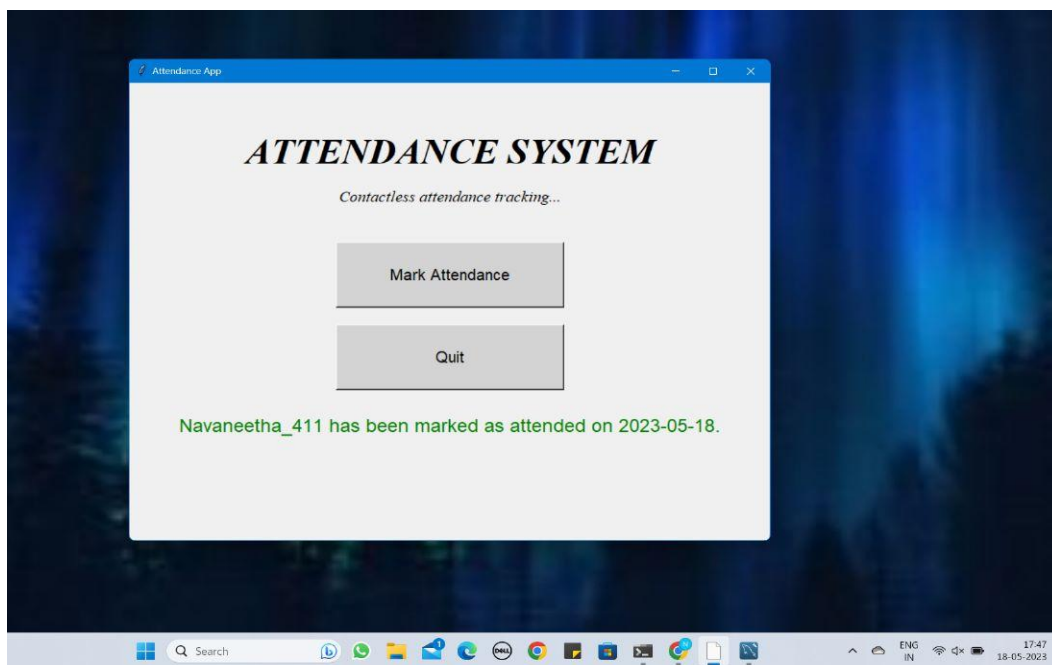 Attendance App
ATTENDANCE SYSTEM
Contactless attendance tracking...
Mark Attendance
Quit
Navaneetha_411 has been marked as attended on 2023-05-18.
Search
DELL
ENG
IN
17:47
18-05-2023